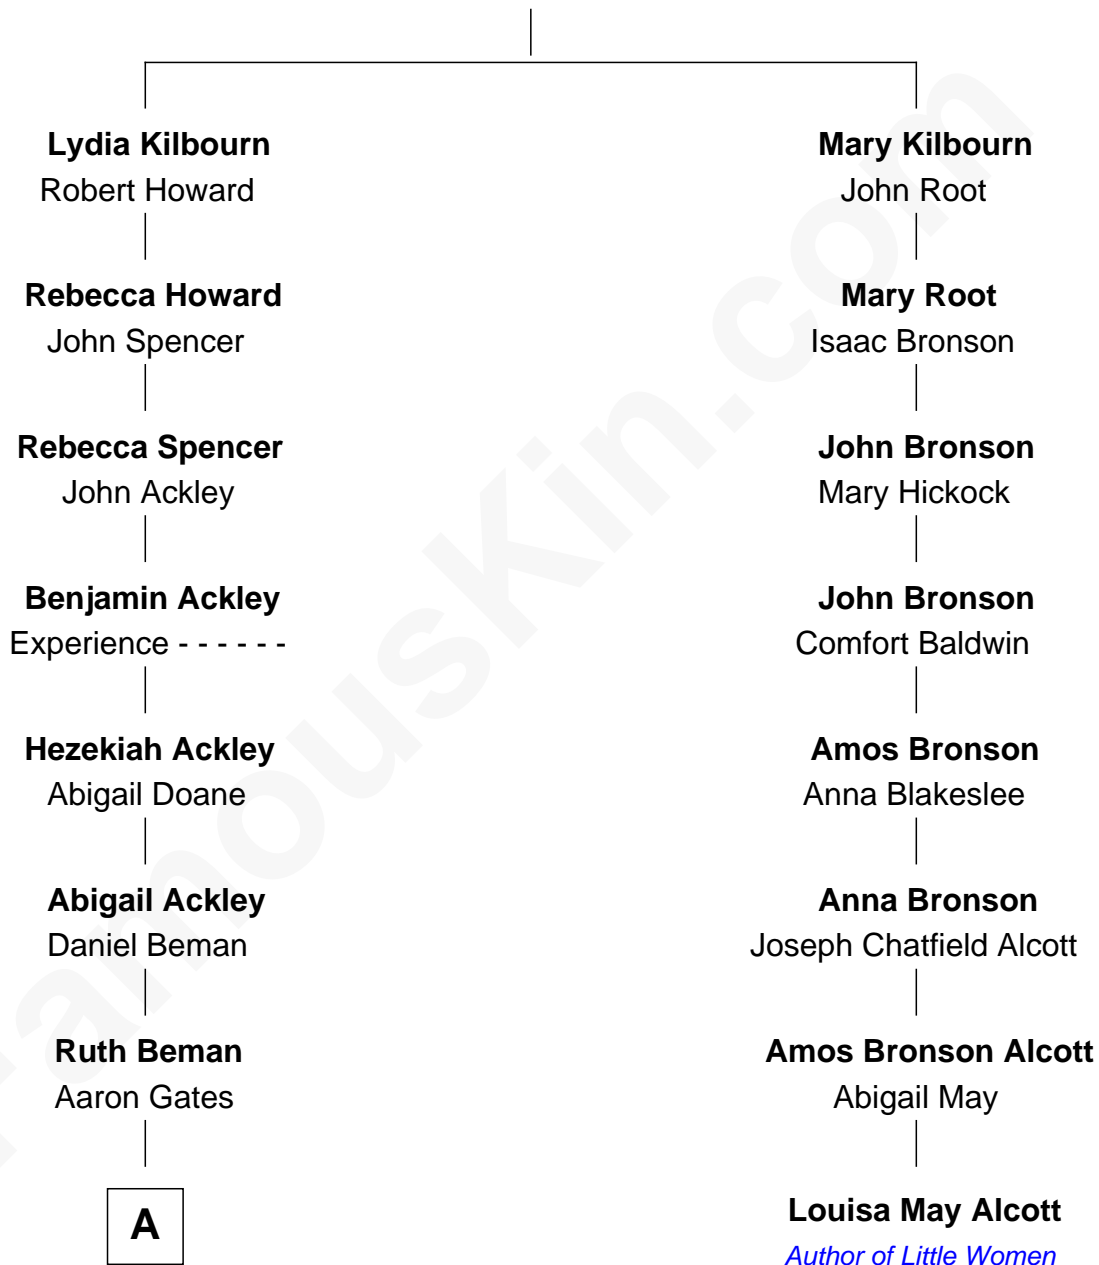 Lydia Kilbourn
Robert Howard
Rebecca Howard
John Spencer
Rebecca Spencer
John Ackley
Benjamin Ackley
Experience - - - - - -
Hezekiah Ackley
Abigail Doane
Abigail Ackley
Daniel Beman
Ruth Beman
Aaron Gates
A
Mary Kilbourn
John Root
Mary Root
Isaac Bronson
John Bronson
Mary Hickock
John Bronson
Comfort Baldwin
Amos Bronson
Anna Blakeslee
Anna Bronson
Joseph Chatfield Alcott
Amos Bronson Alcott
Abigail May
Louisa May Alcott
Author of Little Women
FamousKin.com